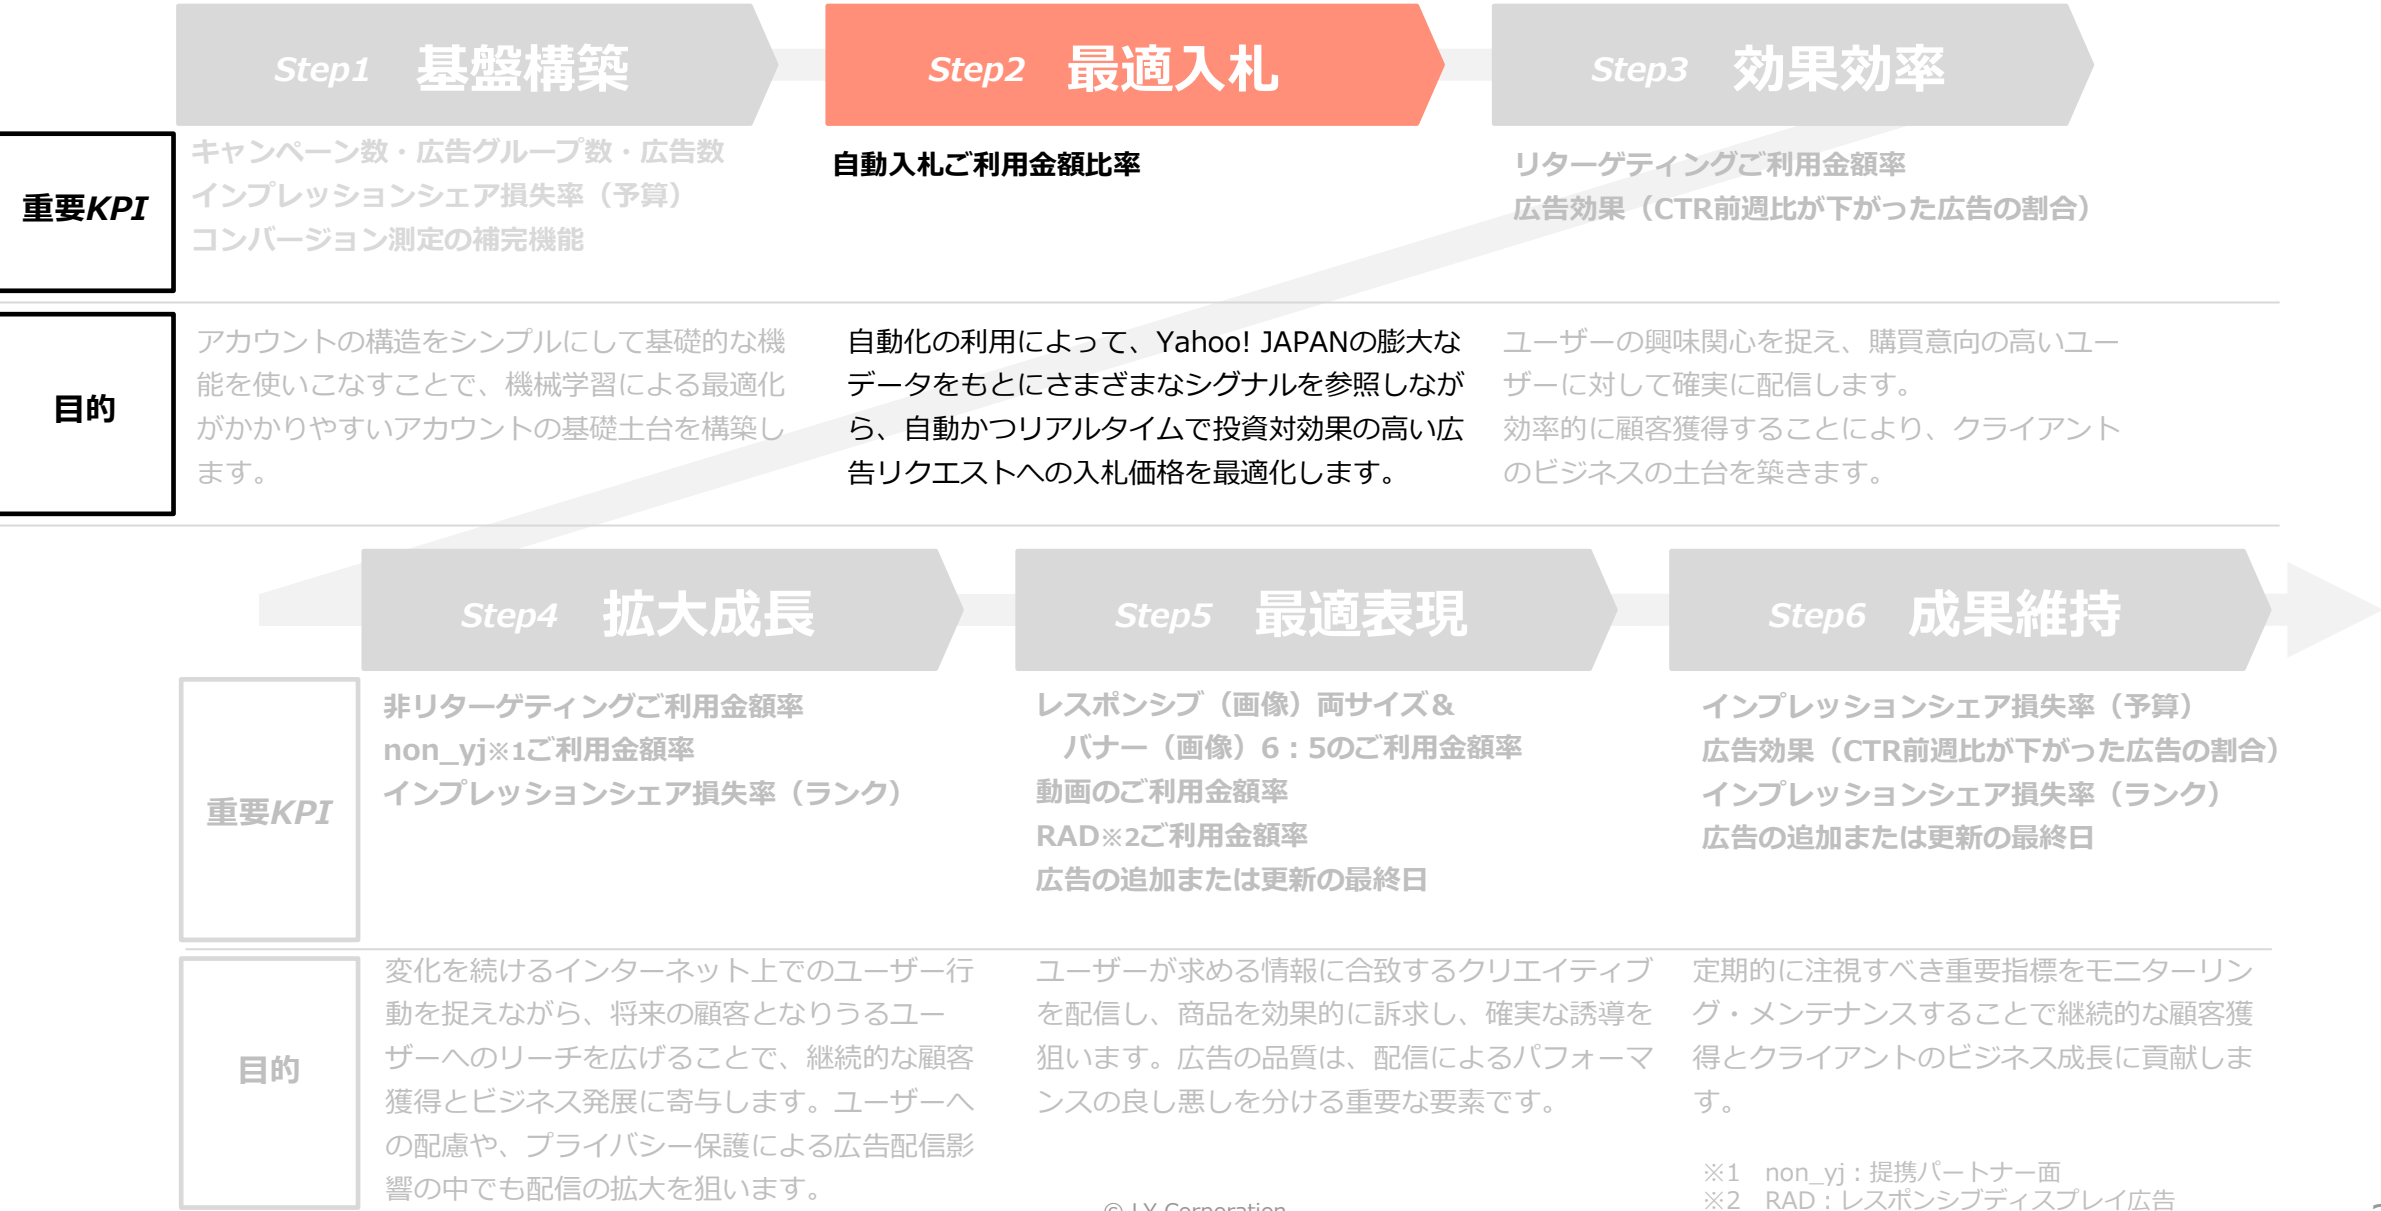 Step1 基盤構築
Step2 最適入札
Step3 効果効率
重要KPI
キャンペーン数・広告グループ数・広告数
インプレッションシェア損失率（予算）
コンバージョン測定の補完機能
自動入札ご利用金額比率
リターゲティングご利用金額率
広告効果（CTR前週比が下がった広告の割合）
目的
アカウントの構造をシンプルにして基礎的な機
能を使いこなすことで、機械学習による最適化
がかかりやすいアカウントの基礎土台を構築し
ます。
自動化の利用によって、Yahoo! JAPANの膨大な
データをもとにさまざまなシグナルを参照しなが
ら、自動かつリアルタイムで投資対効果の高い広
告リクエストへの入札価格を最適化します。
ユーザーの興味関心を捉え、購買意向の高いユー
ザーに対して確実に配信します。
効率的に顧客獲得することにより、クライアント
のビジネスの土台を築きます。
Step4 拡大成長
Step5 最適表現
Step6 成果維持
重要KPI
非リターゲティングご利用金額率
non_yj※1ご利用金額率
インプレッションシェア損失率（ランク）
レスポンシブ（画像）両サイズ＆
バナー（画像）6：5のご利用金額率
動画のご利用金額率
RAD※2ご利用金額率
広告の追加または更新の最終日
インプレッションシェア損失率（予算）
広告効果（CTR前週比が下がった広告の割合）
インプレッションシェア損失率（ランク）
広告の追加または更新の最終日
目的
変化を続けるインターネット上でのユーザー行
動を捉えながら、将来の顧客となりうるユー
ザーへのリーチを広げることで、継続的な顧客
獲得とビジネス発展に寄与します。ユーザーへ
の配慮や、プライバシー保護による広告配信影
響の中でも配信の拡大を狙います。
ユーザーが求める情報に合致するクリエイティブ
を配信し、商品を効果的に訴求し、確実な誘導を
狙います。広告の品質は、配信によるパフォーマ
ンスの良し悪しを分ける重要な要素です。
定期的に注視すべき重要指標をモニターリン
グ・メンテナンスすることで継続的な顧客獲
得とクライアントのビジネス成長に貢献しま
す。
※1 non_yj：提携パートナー面
※2 RAD：レスポンシブディスプレイ広告
© LY Corporation